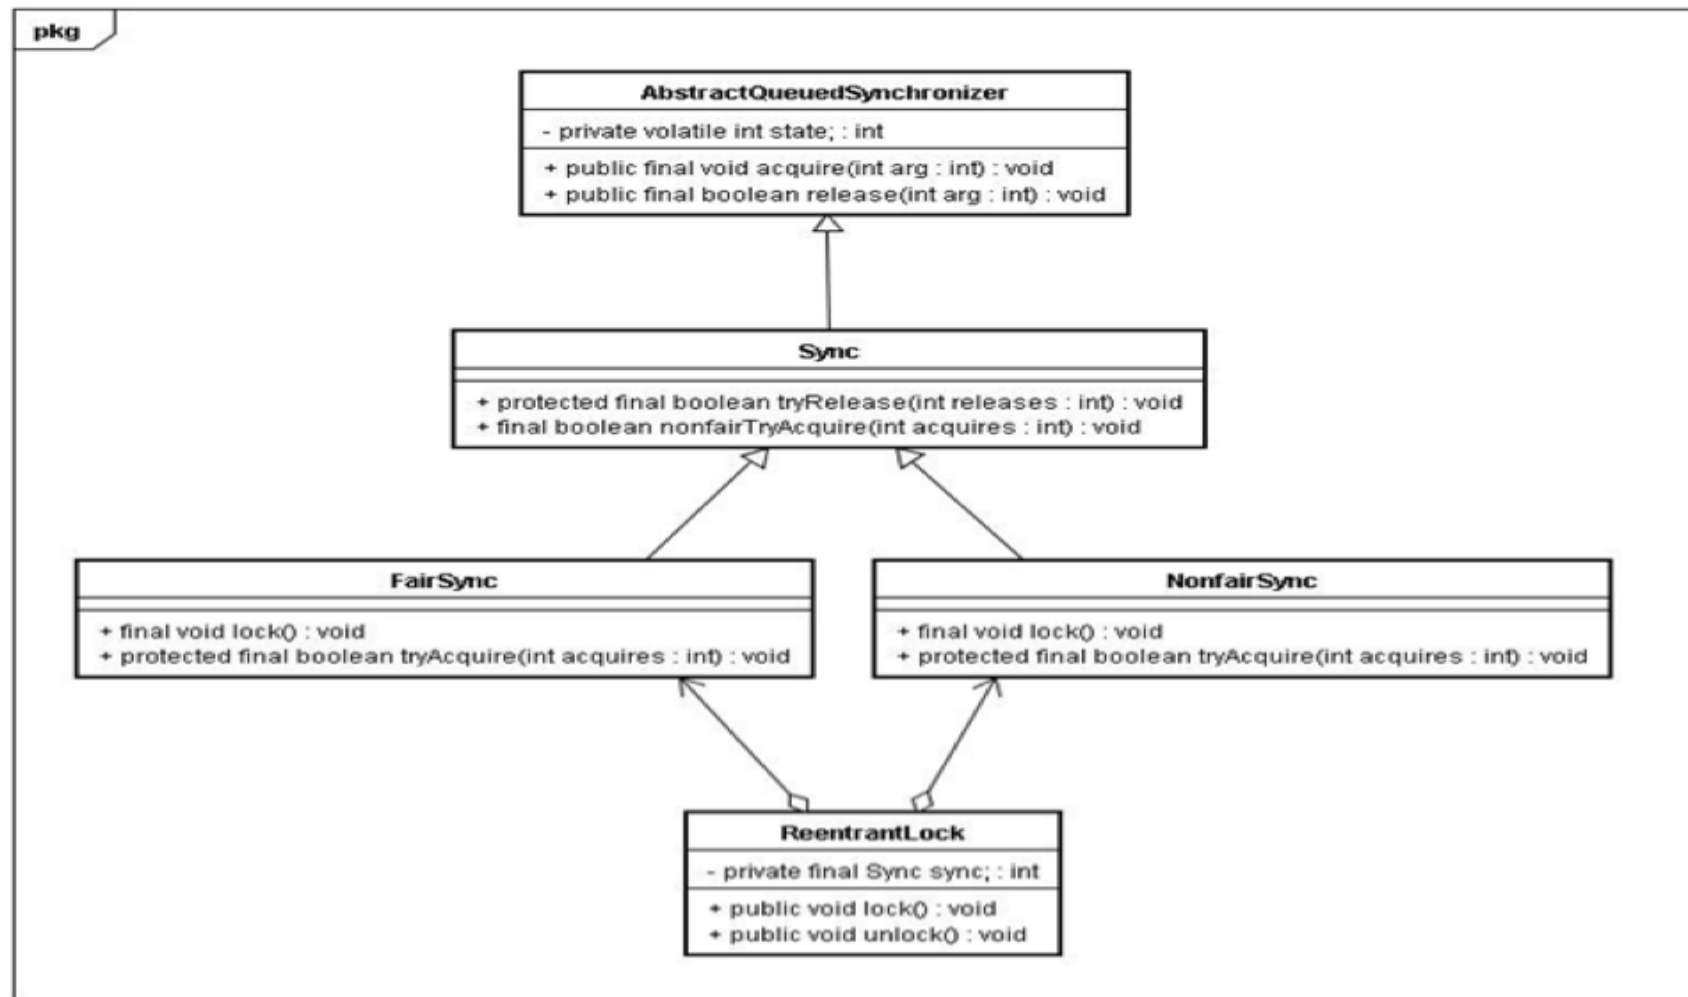 pkg
AbstractQueuedSynchronizer
- private volatile int state; : int
+ public final void acquire(int arg : int) : void
+ public final boolean release(int arg : int) : void
Sync
+ protected final boolean tryRelease(int releases : int) : void
+ final boolean nonfairTryAcquire(int acquires : int) : void
FairSync
+ final void lock() : void
+ protected final boolean tryAcquire(int acquires : int) : void
NonfairSync
+ final void lock() : void
+ protected final boolean tryAcquire(int acquires : int) : void
ReentrantLock
- private final Sync sync; : int
+ public void lock() : void
+ public void unlock() : void